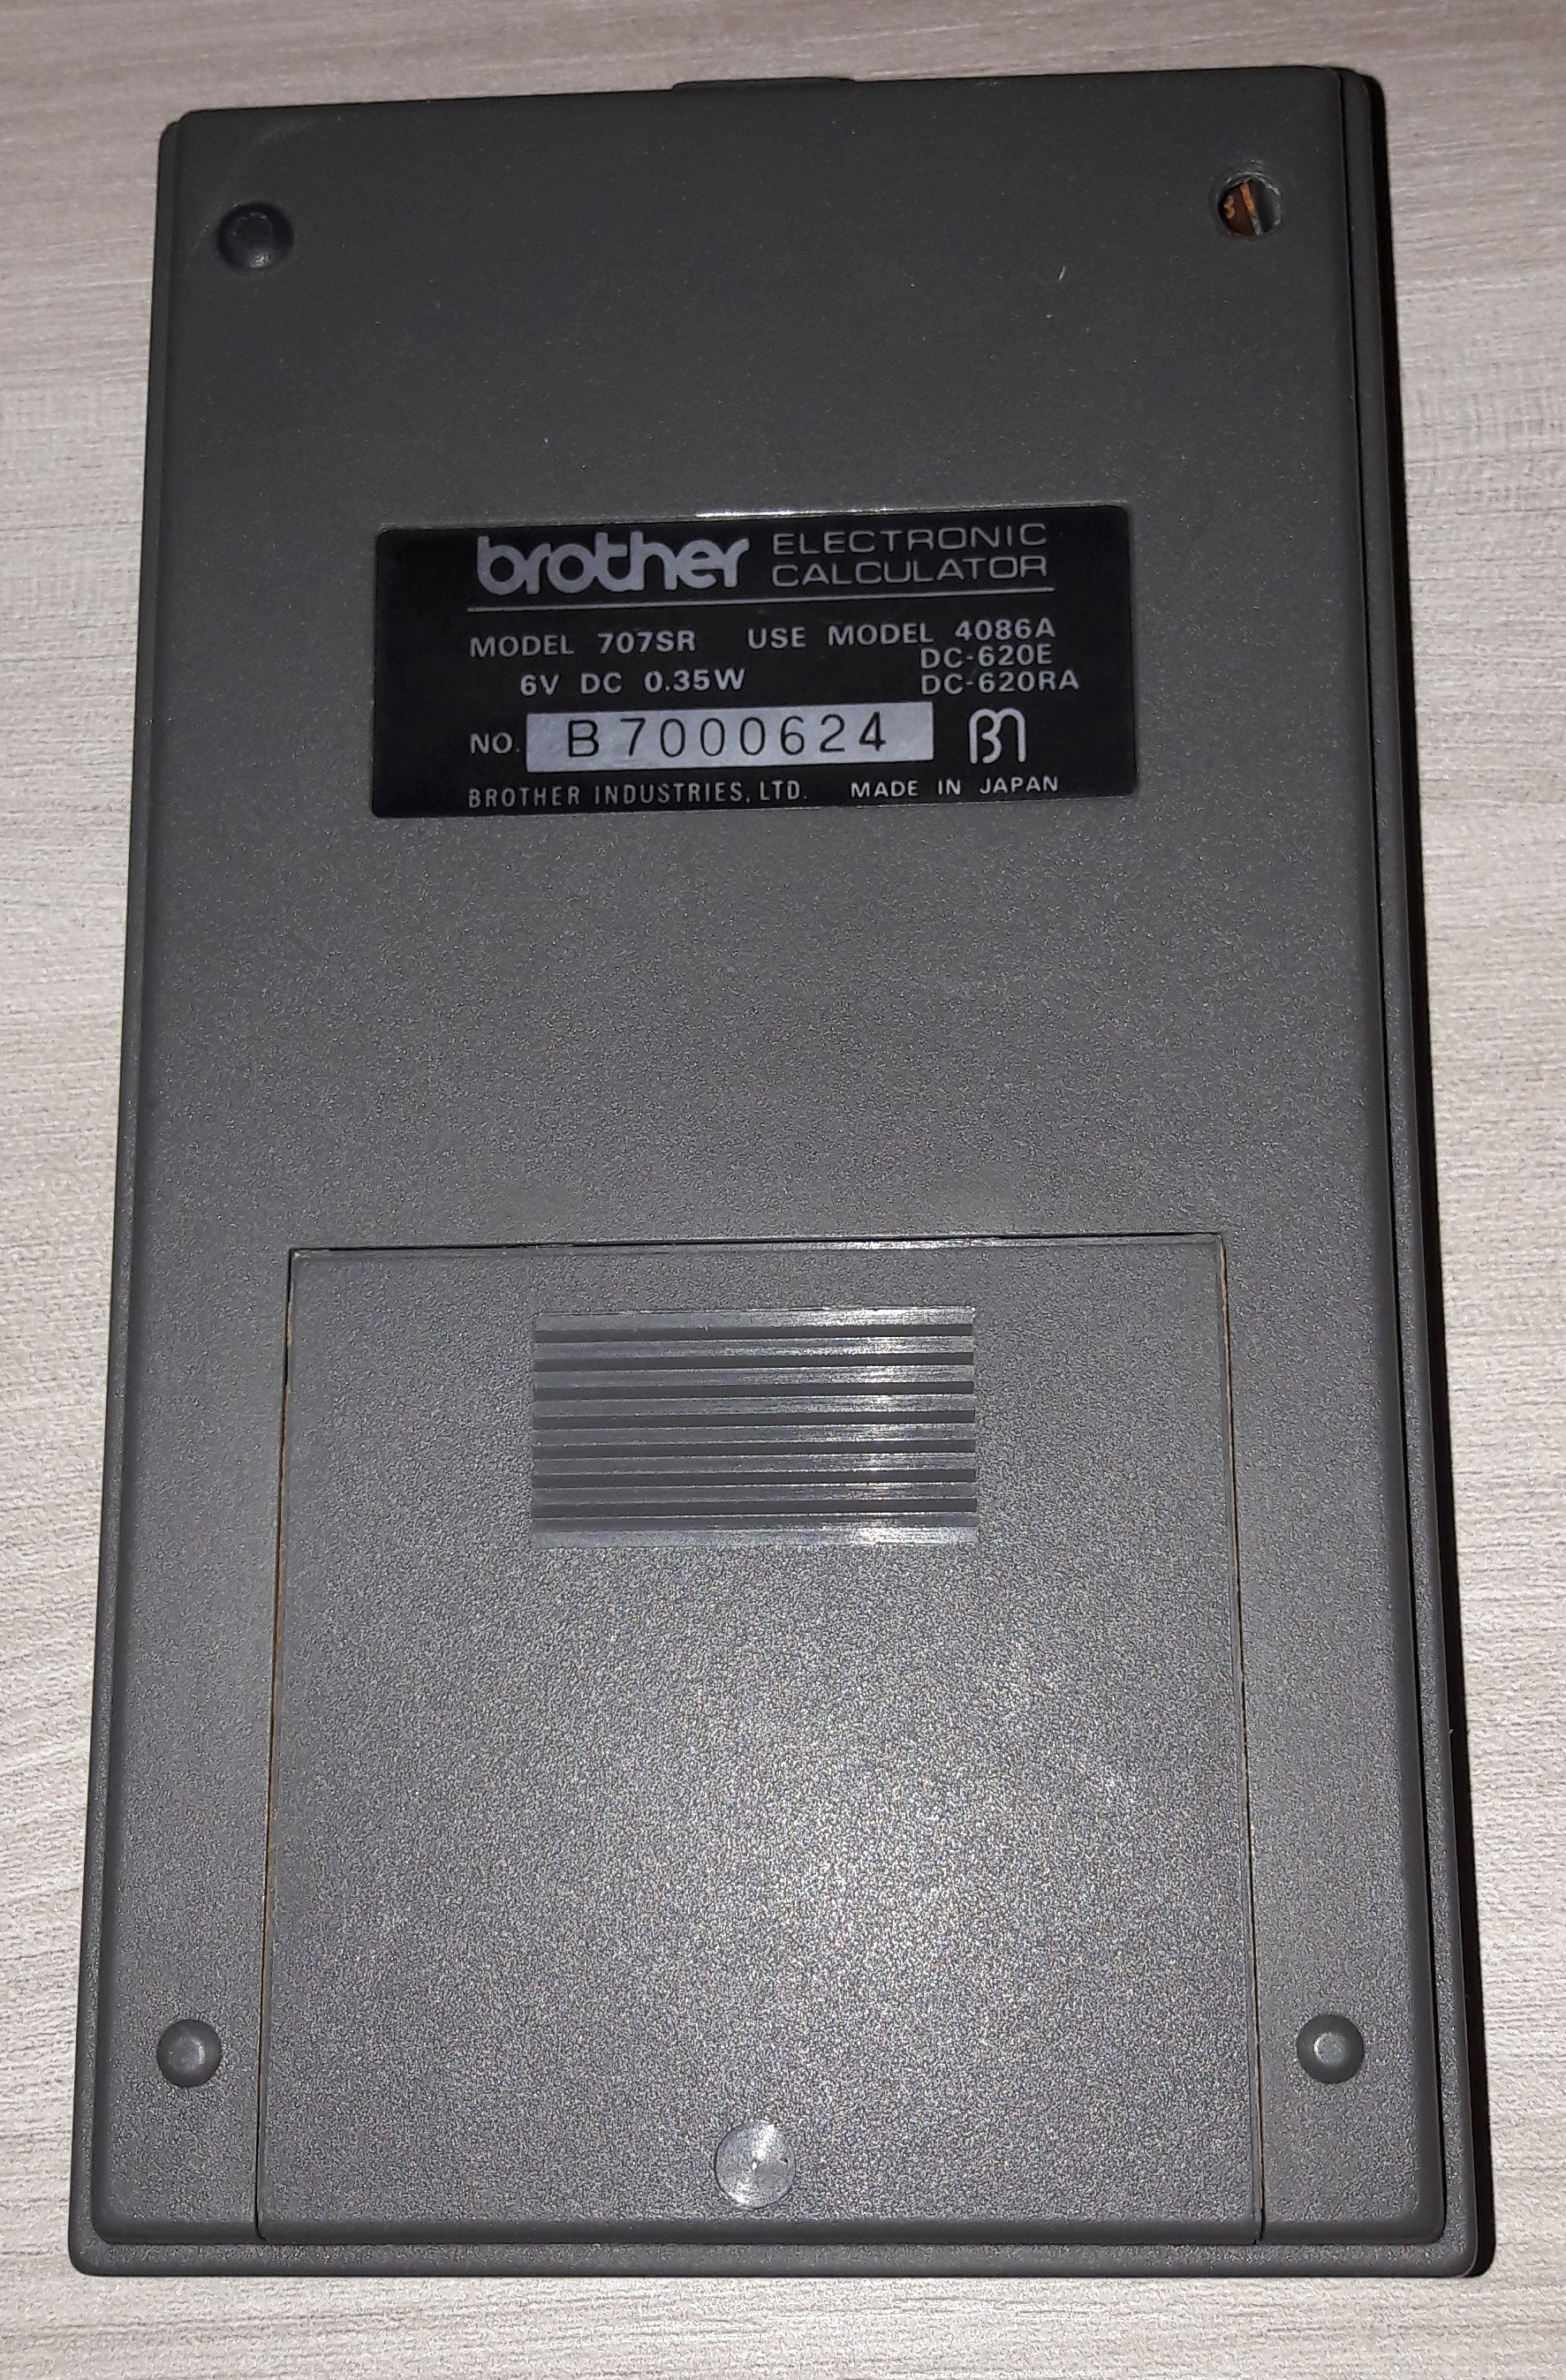 brother ELECTRONIC
CALCULATOR
MODEL 707SR USE MODEL 4086A
DC-620E
6V DC 0.35W DC-620RA
NO. B7000624
BROTHER INDUSTRIES, LTD. MADE IN JAPAN